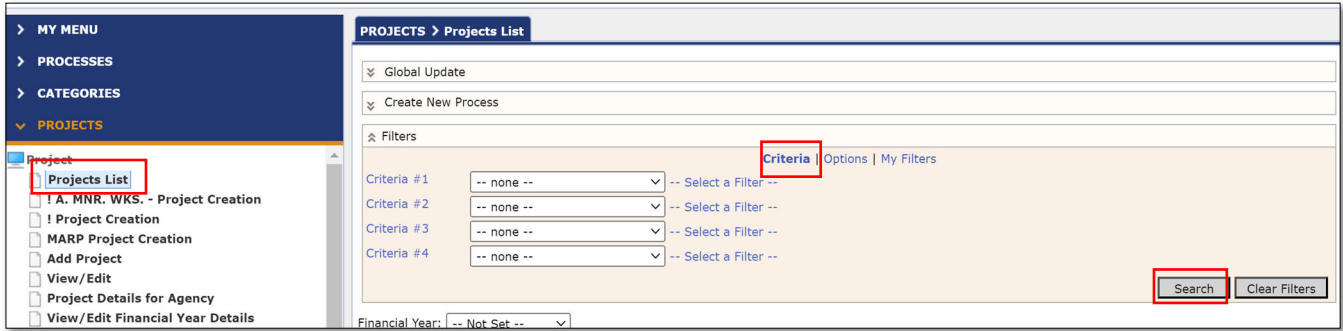 MY MENU
PROCESSES
CATEGORIES
PROJECTS
Project
Projects List
! A. MNR. WKS. - Project Creation
! Project Creation
MARP Project Creation
Add Project
View/Edit
Project Details for Agency
View/Edit Financial Year Details
PROJECTS > Projects List
Global Update
Create New Process
Filters
Criteria | Options | My Filters
Criteria #1 -- none -- -- Select a Filter --
Criteria #2 -- none -- -- Select a Filter --
Criteria #3 -- none -- -- Select a Filter --
Criteria #4 -- none -- -- Select a Filter --
Search Clear Filters
Financial Year: -- Not Set --